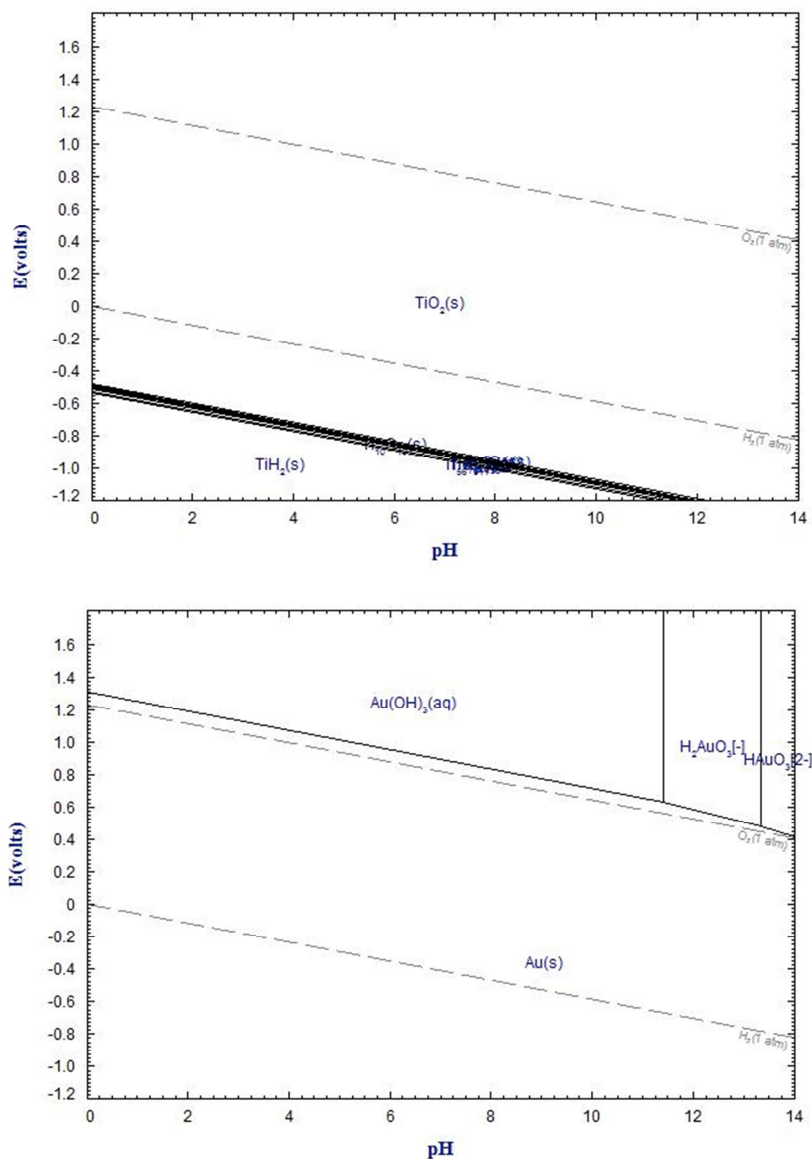 1.6
1.4
1.2
1.0
0.8
0.6
0.4
0.2
0
-0.2
-0.4
-0.6
-0.8
-1.0
-1.2
E(volts)
O₂(1 atm)
TiO₂(s)
H₂(1 atm)
TiH₂(s)
0 2 4 6 8 10 12 14
pH
1.6
1.4
1.2
1.0
0.8
0.6
0.4
0.2
0
-0.2
-0.4
-0.6
-0.8
-1.0
-1.2
E(volts)
Au(OH)₃(aq)
H₂AuO₃[-]
HAuO₃[2-]
O₂(1 atm)
Au(s)
H₂(1 atm)
0 2 4 6 8 10 12 14
pH